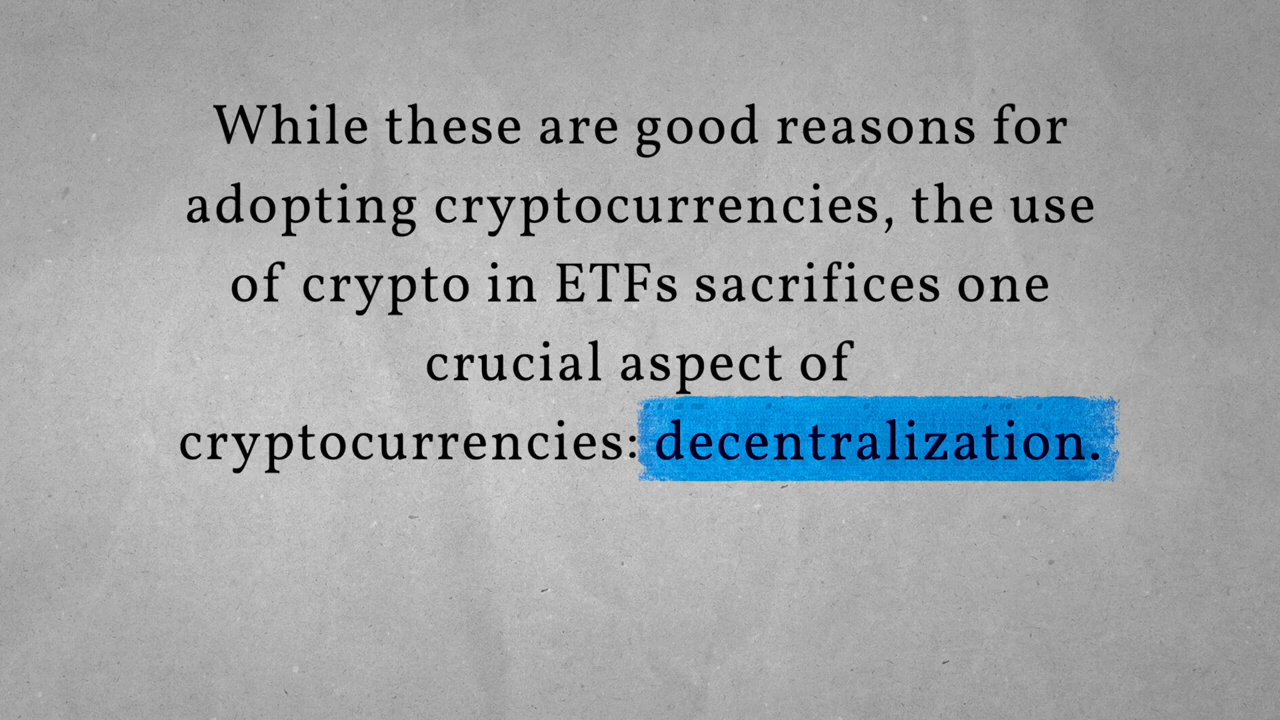 While these are good reasons for
adopting cryptocurrencies, the use
of crypto in ETFs sacrifices one
crucial aspect of
cryptocurrencies: decentralization.